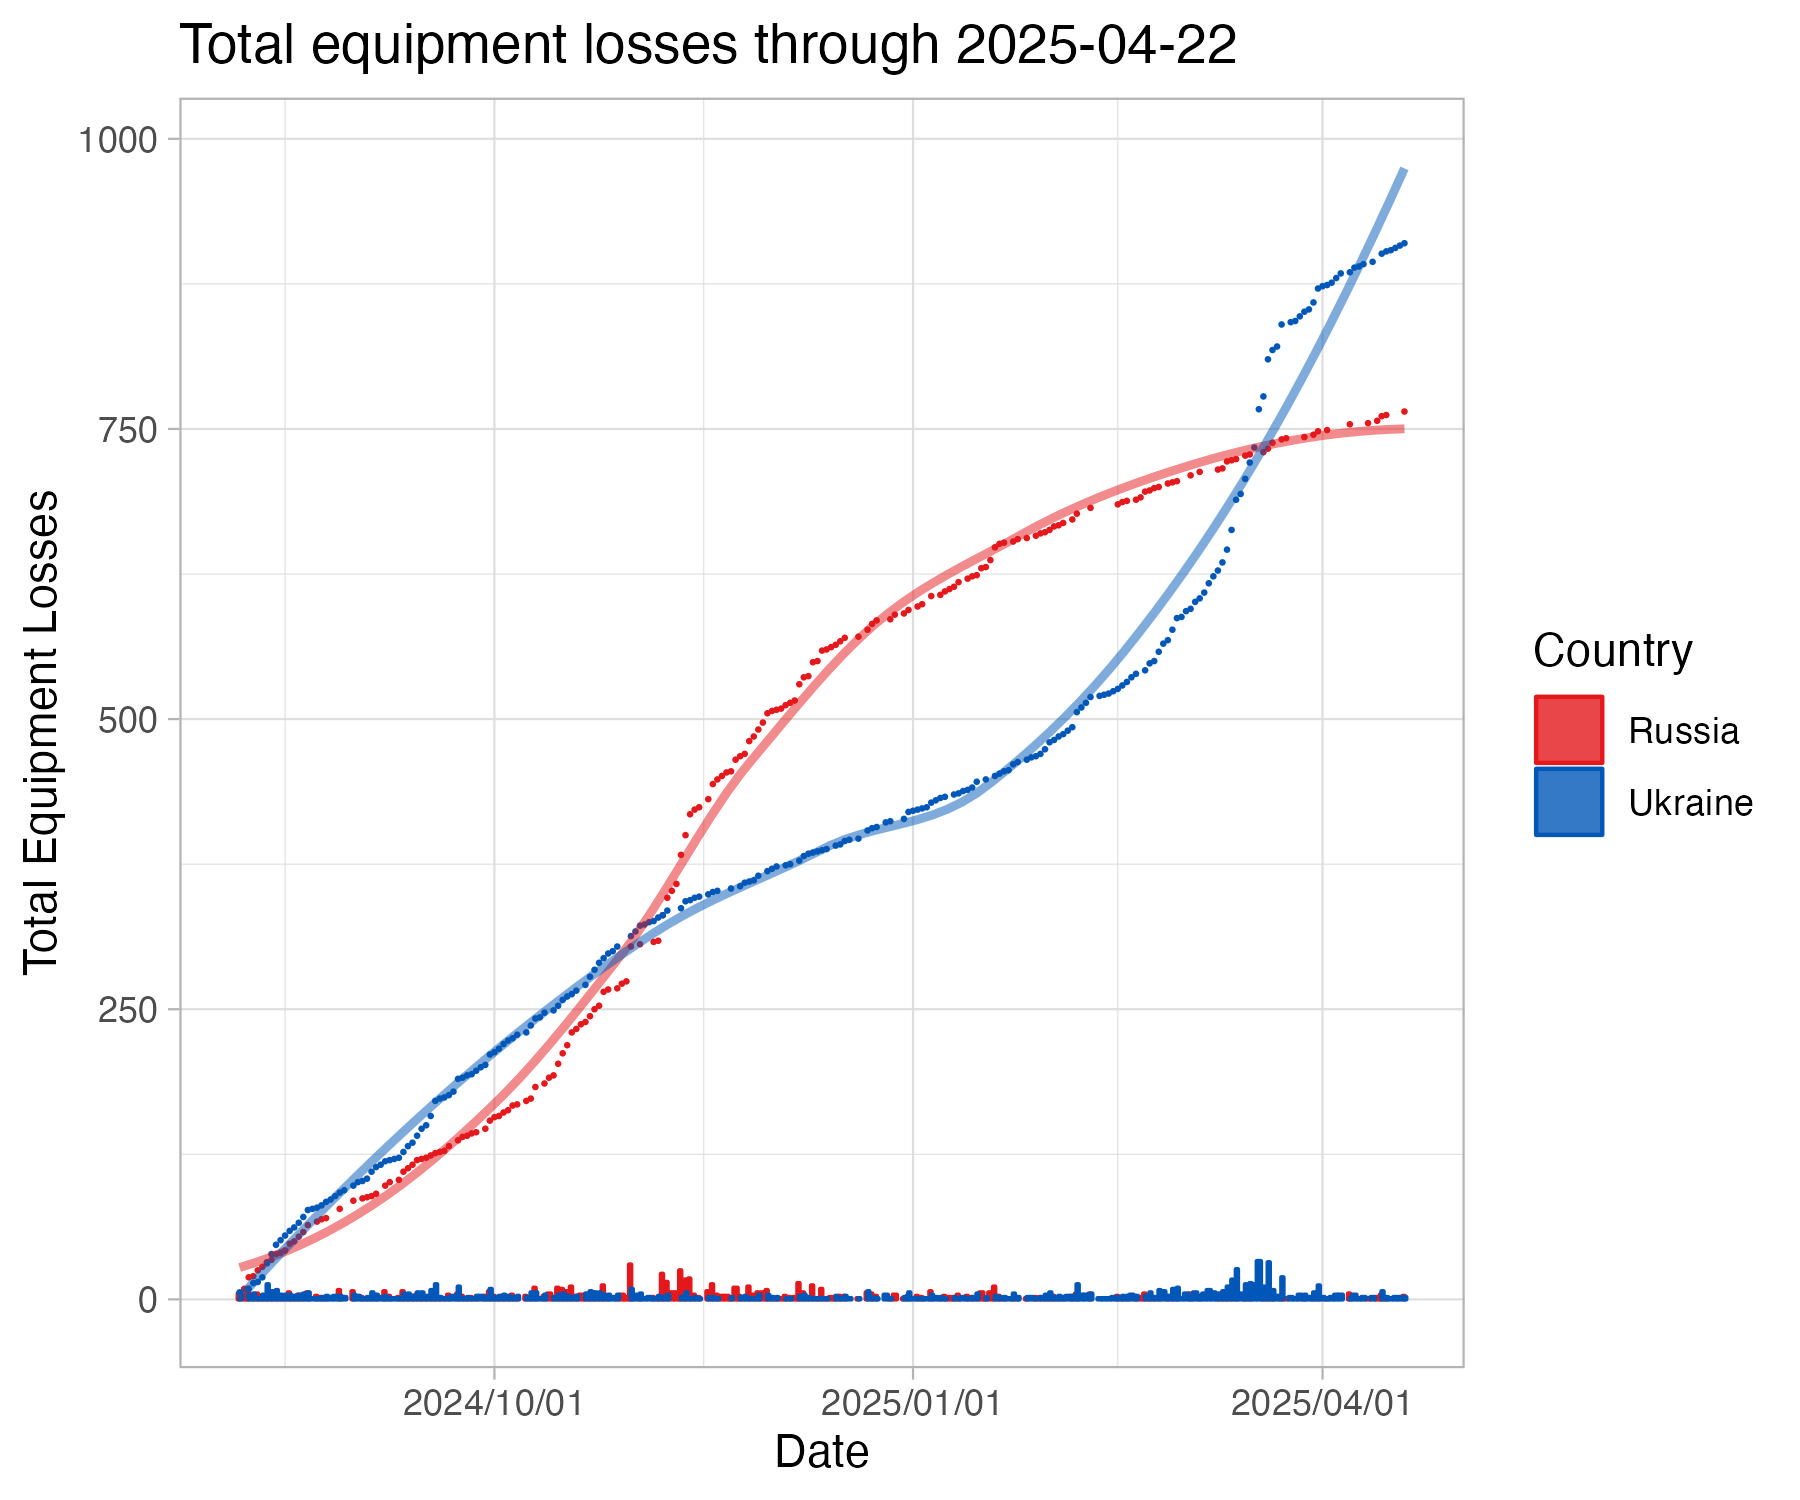 Total equipment losses through 2025-04-22
Total Equipment Losses
1000
750
500
250
0
2024/10/01
2025/01/01
2025/04/01
Date
Country
Russia
Ukraine